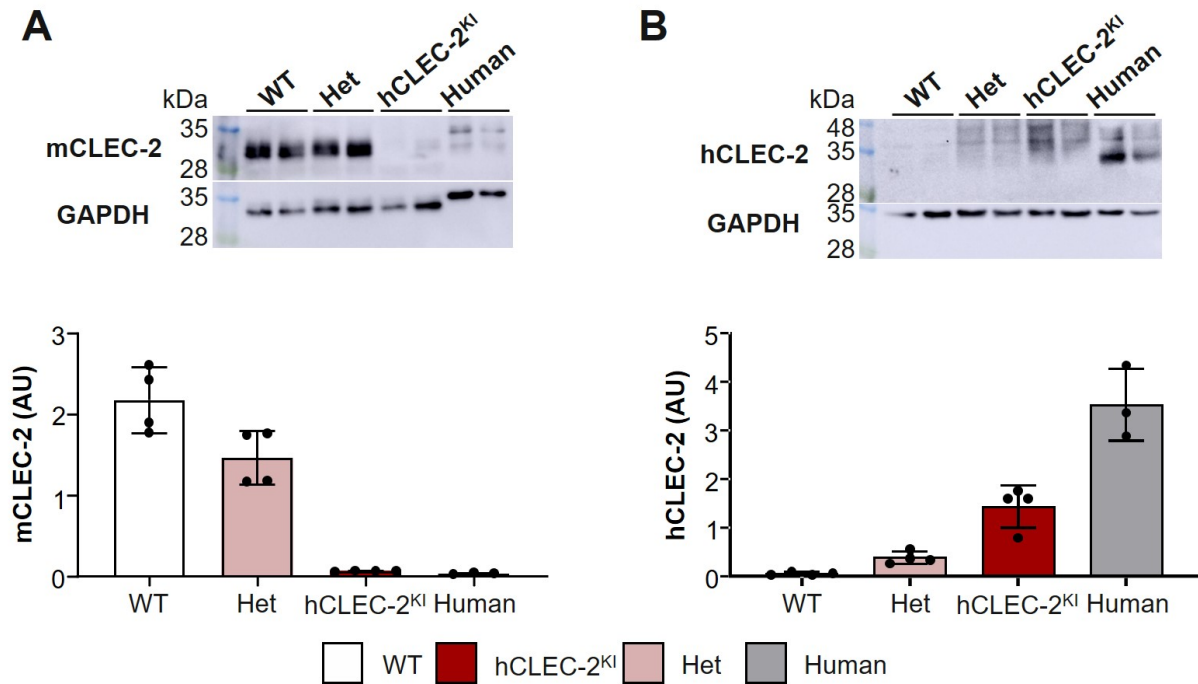 A
WT
Het
hCLEC-2ᴷᴵ
Human
kDa
35
mCLEC-2
28
35
GAPDH
28
B
WT
Het
hCLEC-2ᴷᴵ
Human
kDa
48
hCLEC-2
35
28
35
GAPDH
28
mCLEC-2 (AU)
3
2
1
0
WT Het hCLEC-2ᴷᴵ Human
hCLEC-2 (AU)
5
4
3
2
1
0
WT Het hCLEC-2ᴷᴵ Human
WT hCLEC-2ᴷᴵ Het Human